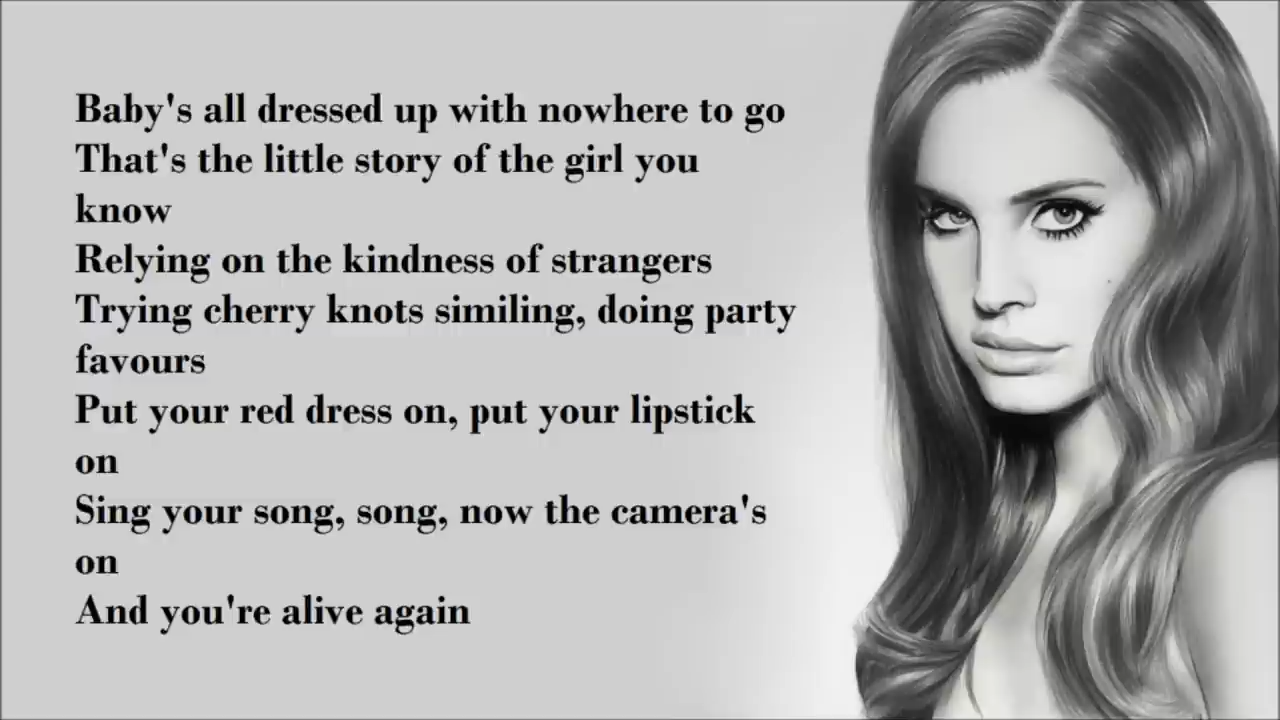 Baby's all dressed up with nowhere to go
That's the little story of the girl you
know
Relying on the kindness of strangers
Trying cherry knots similing, doing party
favours
Put your red dress on, put your lipstick
on
Sing your song, song, now the camera's
on
And you're alive again